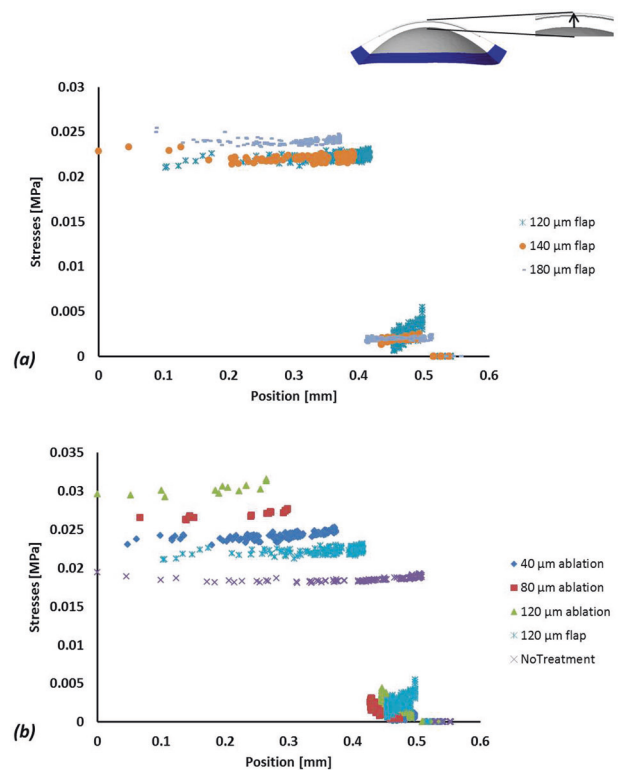 0.03
0.025
0.02
0.015
0.01
0.005
0
Stresses [MPa]
0 0.1 0.2 0.3 0.4 0.5 0.6
Position [mm]
120 µm flap
140 µm flap
180 µm flap
(a)
0.035
0.03
0.025
0.02
0.015
0.01
0.005
0
Stresses [MPa]
0 0.1 0.2 0.3 0.4 0.5 0.6
Position [mm]
40 µm ablation
80 µm ablation
120 µm ablation
120 µm flap
NoTreatment
(b)